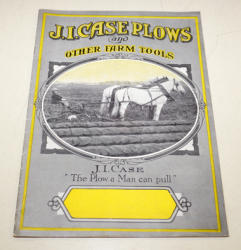 J.I. CASE PLOWS
and
OTHER FARM TOOLS
J.I. CASE
"The Plow a Man can pull"